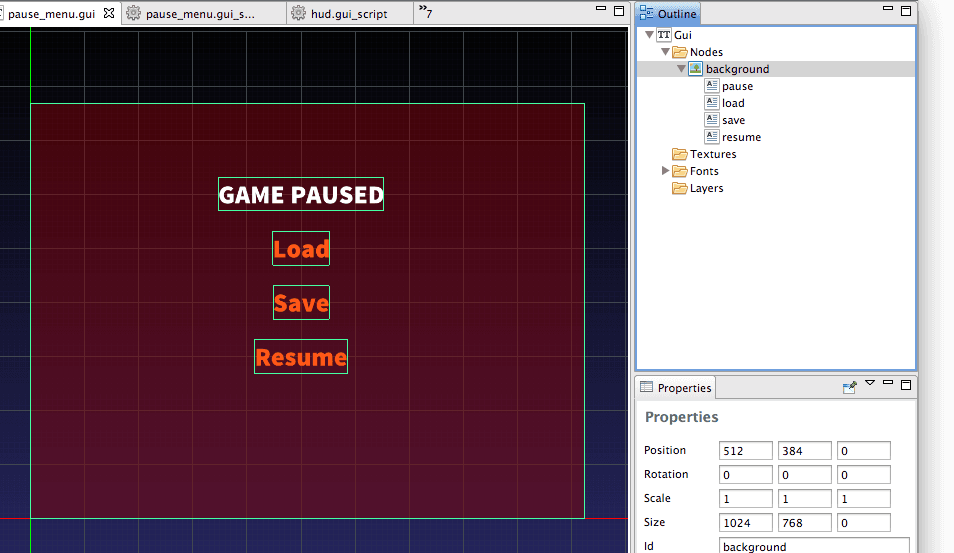 pause_menu.gui pause_menu.gui_s... hud.gui_script »7
GAME PAUSED
Load
Save
Resume
Outline
Gui
Nodes
background
pause
load
save
resume
Textures
Fonts
Layers
Properties
Properties
Position 512 384 0
Rotation 0 0 0
Scale 1 1 1
Size 1024 768 0
Id background